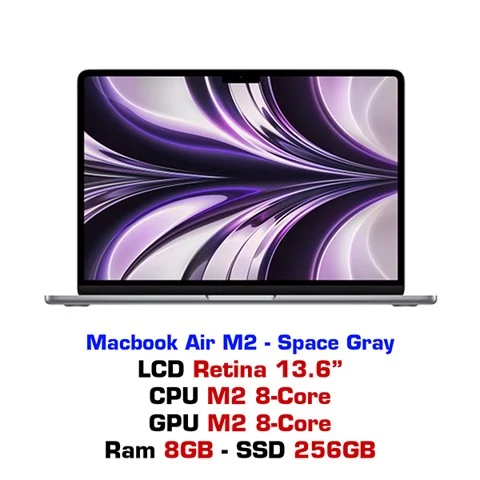 Macbook Air M2 - Space Gray
LCD Retina 13.6”
CPU M2 8-Core
GPU M2 8-Core
Ram 8GB - SSD 256GB